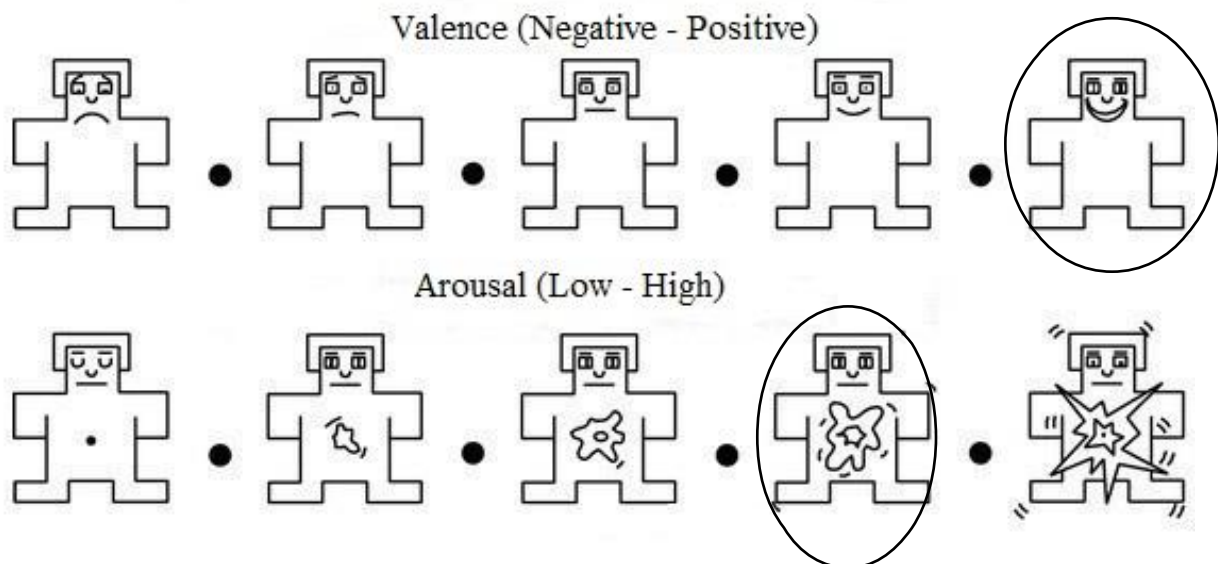 Valence (Negative - Positive)
Arousal (Low - High)